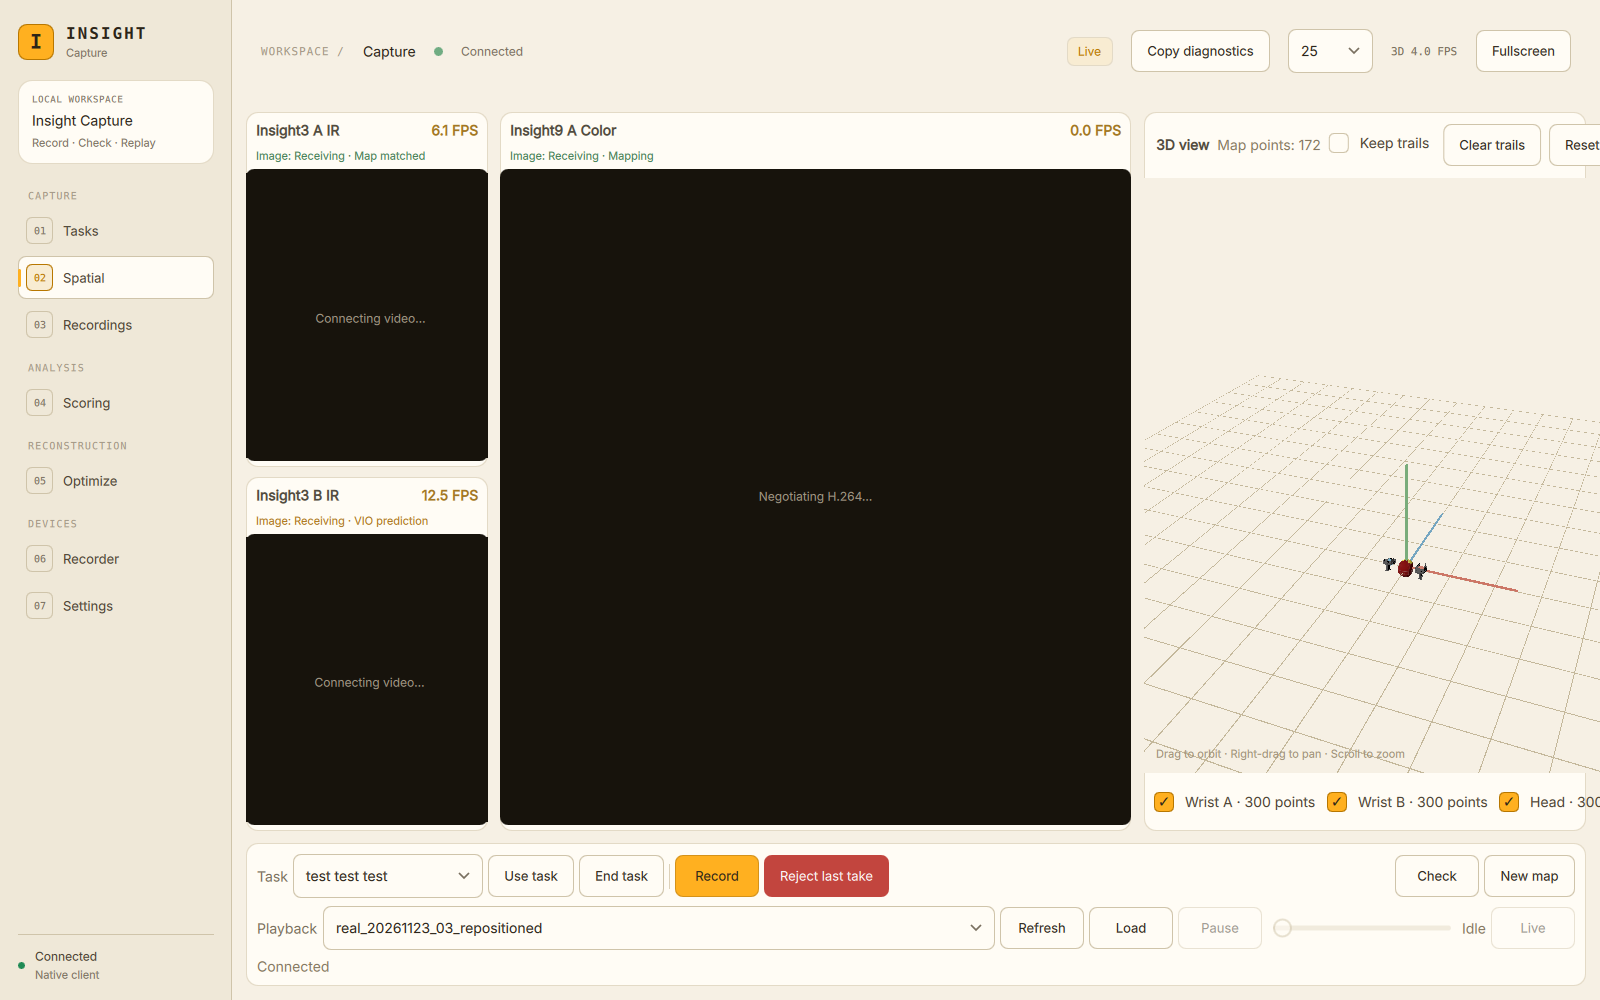 I
INSIGHT
Capture
LOCAL WORKSPACE
Insight Capture
Record · Check · Replay
CAPTURE
01 Tasks
02 Spatial
03 Recordings
ANALYSIS
04 Scoring
RECONSTRUCTION
05 Optimize
DEVICES
06 Recorder
07 Settings
Connected
Native client
WORKSPACE / Capture Connected
Live Copy diagnostics 25 3D 4.0 FPS Fullscreen
Insight3 A IR 6.1 FPS
Image: Receiving · Map matched
Connecting video...
Insight3 B IR 12.5 FPS
Image: Receiving · VIO prediction
Connecting video...
Insight9 A Color 0.0 FPS
Image: Receiving · Mapping
Negotiating H.264...
3D view Map points: 172 Keep trails Clear trails Reset
Drag to orbit · Right-drag to pan · Scroll to zoom
Wrist A · 300 points Wrist B · 300 points Head · 300
Task test test test Use task End task Record Reject last take Check New map
Playback real_20261123_03_repositioned Refresh Load Pause Idle Live
Connected